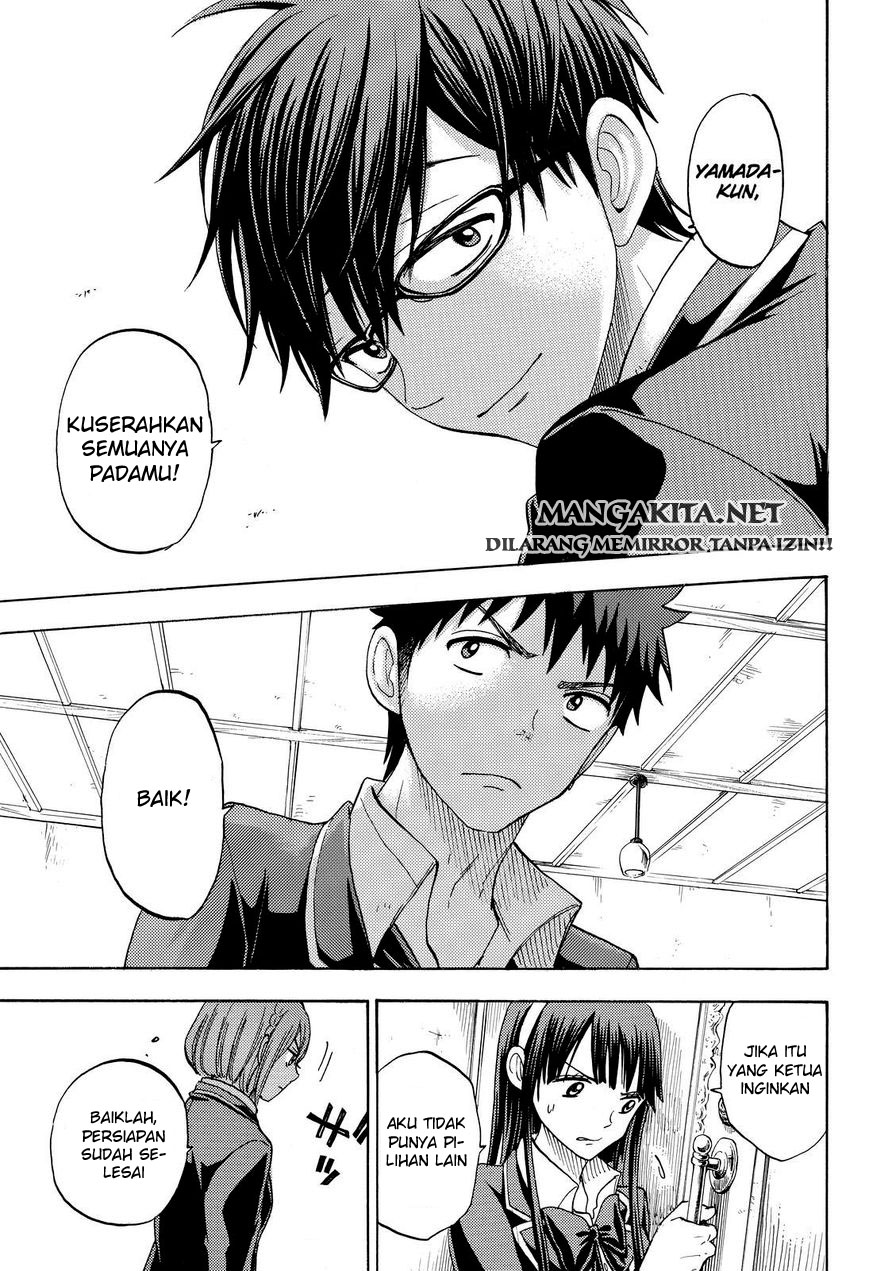 YAMADA-
KUN,
KUSERAHKAN
SEMUANYA
PADAMU!
MANGAKITA.NET
DILARANG MEMIRROR TANPA IZIN!!
BAIK!
JIKA ITU
YANG KETUA
INGINKAN
AKU TIDAK
PUNYA PI-
LIHAN LAIN
BAIKLAH,
PERSIAPAN
SUDAH SE-
LESAI